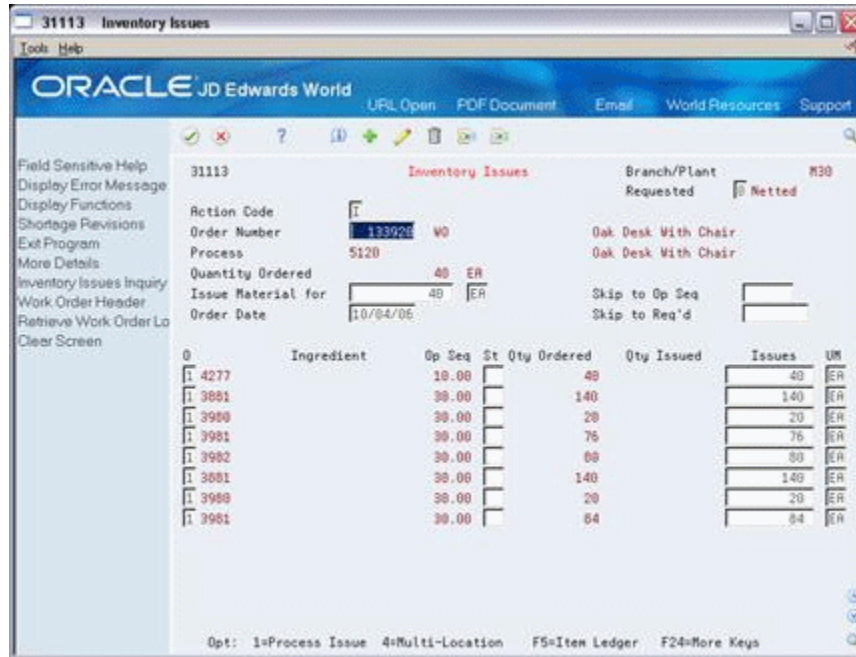 31113 Inventory Issues
Tools Help
ORACLE JD Edwards World
URL Open PDF Document Email World Resources Support
Field Sensitive Help
Display Error Message
Display Functions
Shortage Revisions
Exit Program
More Details
Inventory Issues Inquiry
Work Order Header
Retrieve Work Order Lo
Clear Screen
31113 Inventory Issues Branch/Plant M30
Requested 0 Netted
Action Code I
Order Number 133920 WO Oak Desk With Chair
Process 5120 Oak Desk With Chair
Quantity Ordered 40 EA
Issue Material for 40 EA Skip to Op Seq
Order Date 10/04/06 Skip to Req'd
O Ingredient Op Seq St Qty Ordered Qty Issued Issues UM
1 4277 10.00 40 40 EA
1 3881 30.00 140 140 EA
1 3980 30.00 20 20 EA
1 3981 30.00 76 76 EA
1 3982 30.00 80 80 EA
1 3881 30.00 140 140 EA
1 3980 30.00 20 20 EA
1 3981 30.00 84 84 EA
Opt: 1=Process Issue 4=Multi-Location F5=Item Ledger F24=More Keys